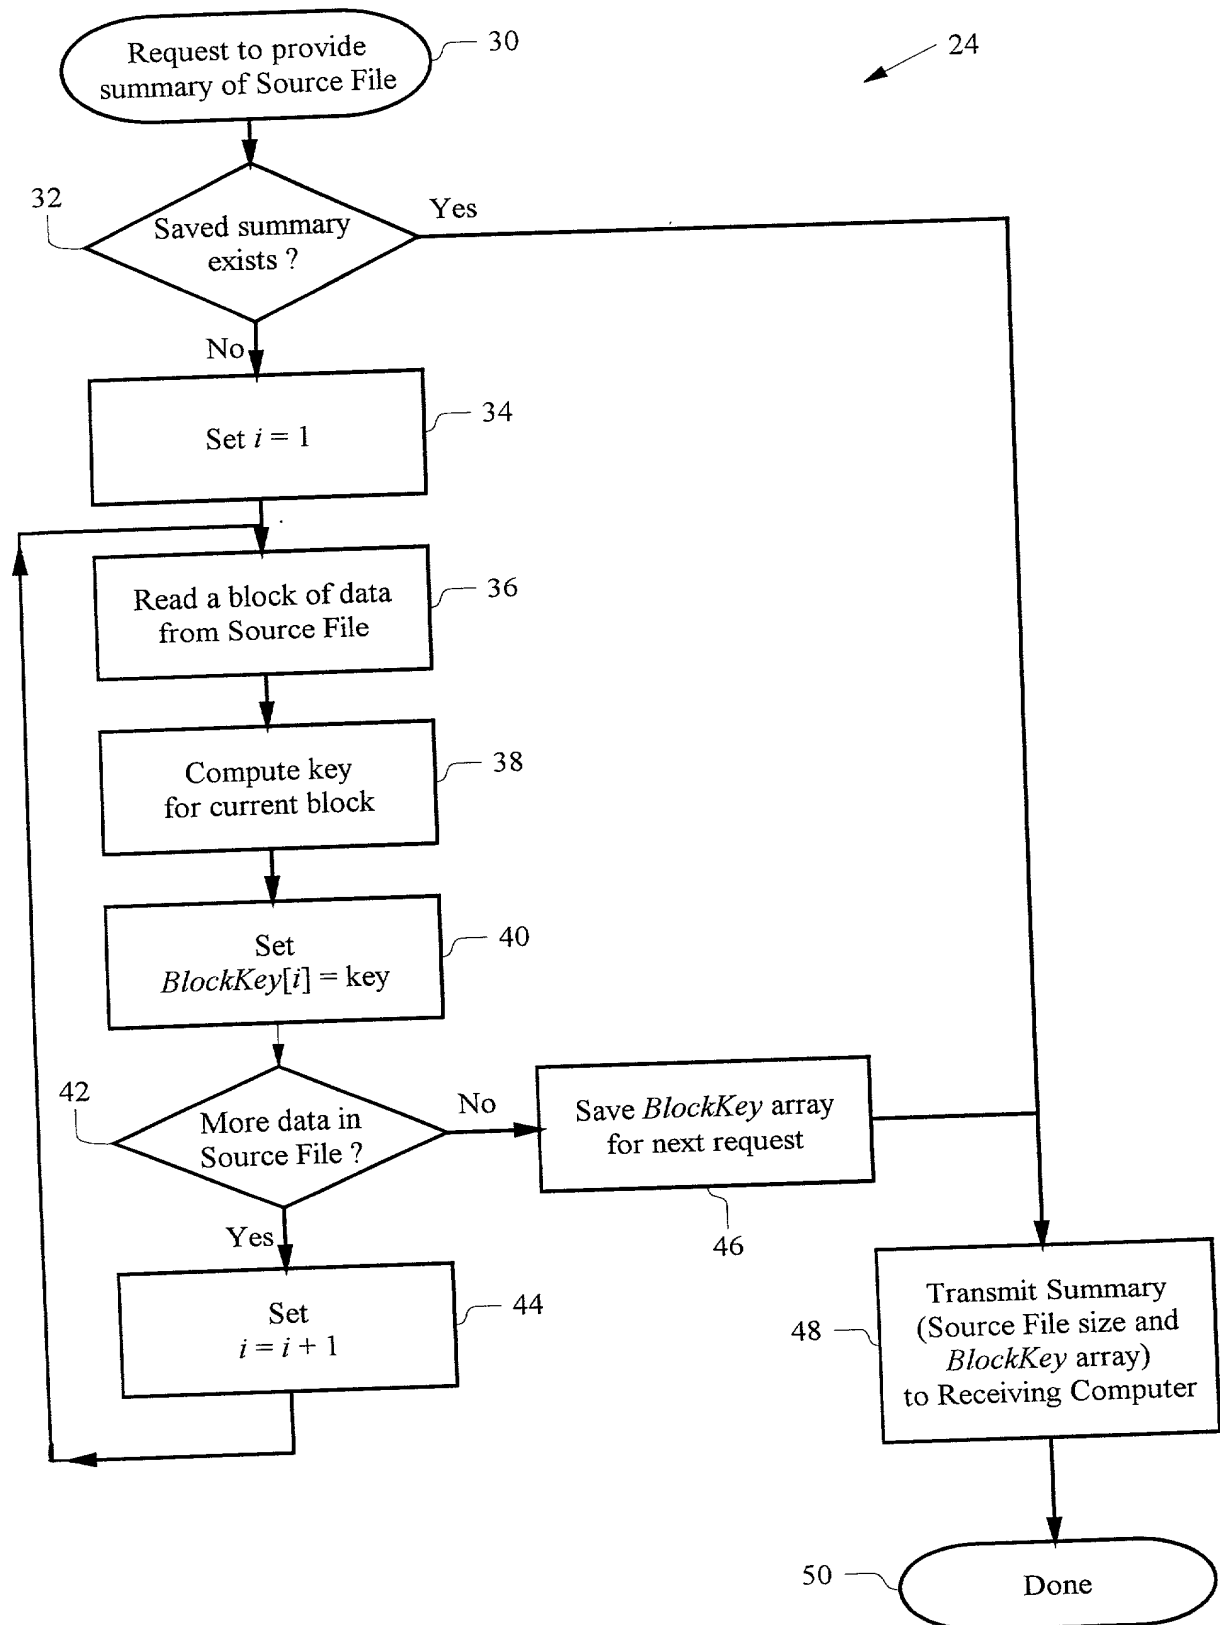 Request to provide
summary of Source File
30
24
32
Saved summary
exists ?
Yes
No
Set i = 1
34
Read a block of data
from Source File
36
Compute key
for current block
38
Set
BlockKey[i] = key
40
42
More data in
Source File ?
No
Save BlockKey array
for next request
46
Yes
Set
i = i + 1
44
Transmit Summary
(Source File size and
BlockKey array)
to Receiving Computer
48
50
Done